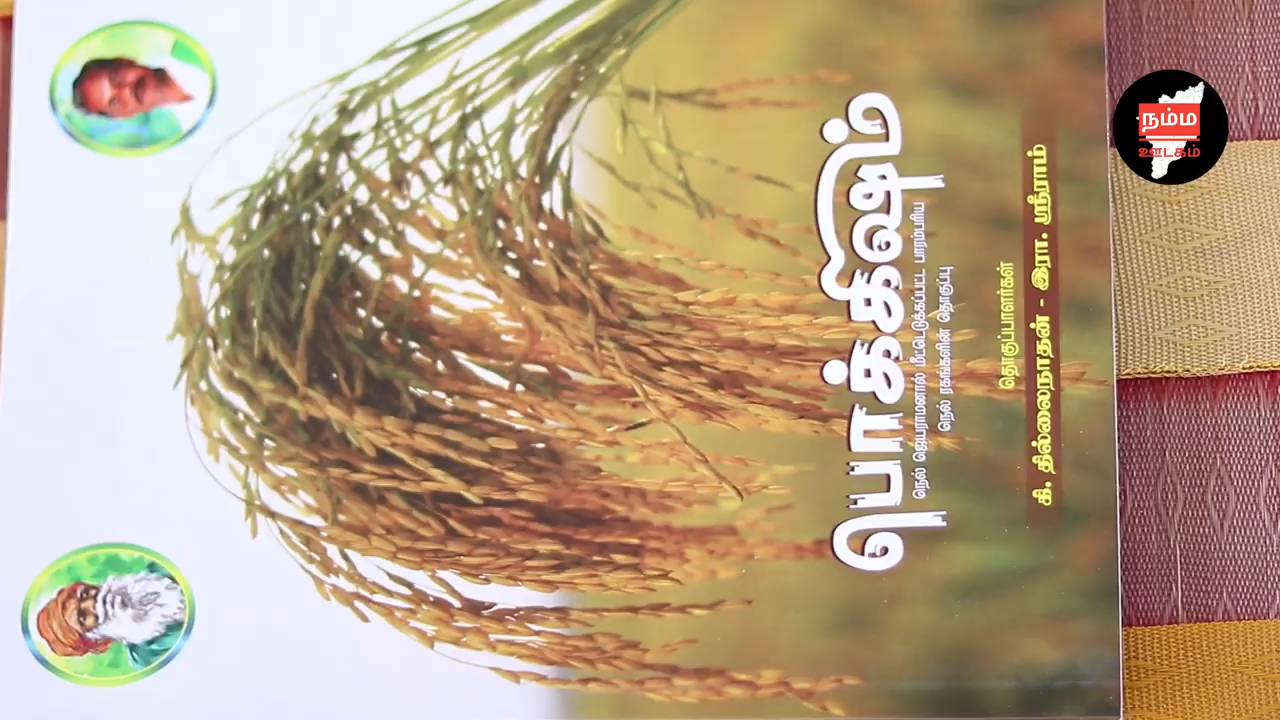 பொக்கிஷம்
நெல் ஜெயராமனால் மீட்டெடுக்கப்பட்ட பாரம்பரிய
நெல் ரகங்களின் தொகுப்பு
தொகுப்பாளர்கள்
கி. தில்லைநாதன் - இரா. ஸ்ரீராம்
நம்ம
ஊடகம்